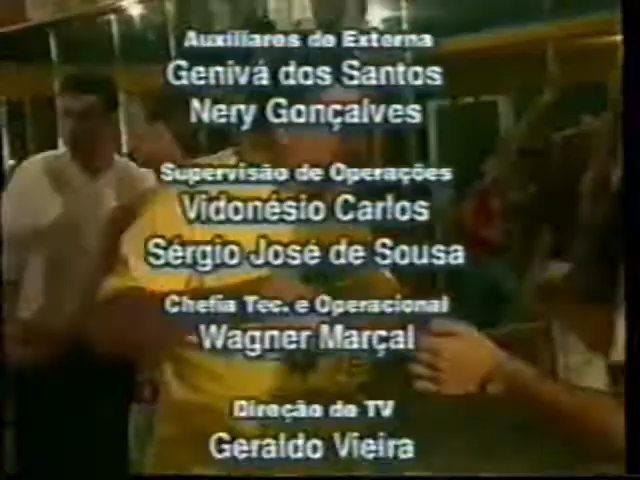 Auxiliares de Externa
Genivá dos Santos
Nery Gonçalves
Supervisão de Operações
Vidonésio Carlos
Sérgio José de Sousa
Chefia Tec. e Operacional
Wagner Marçal
Direção de TV
Geraldo Vieira